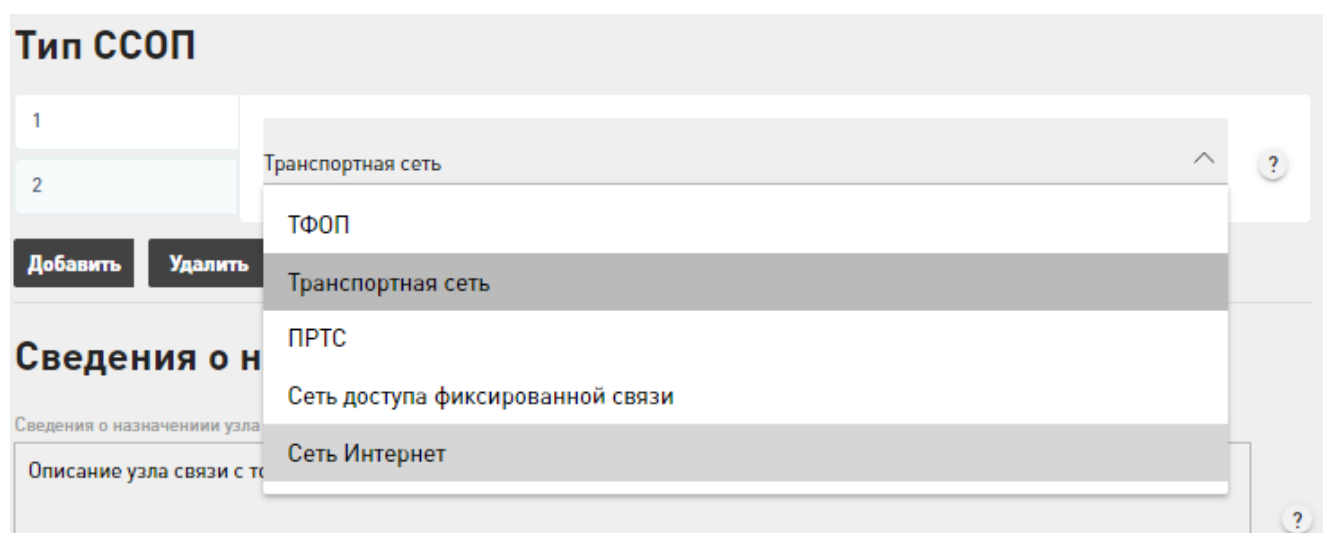 Тип ССОП
1
2
Транспортная сеть
?
ТФОП
Транспортная сеть
ПРТС
Сеть доступа фиксированной связи
Сеть Интернет
Добавить Удалить
Сведения о н
Сведения о назначениии узла
Описание узла связи с то
?